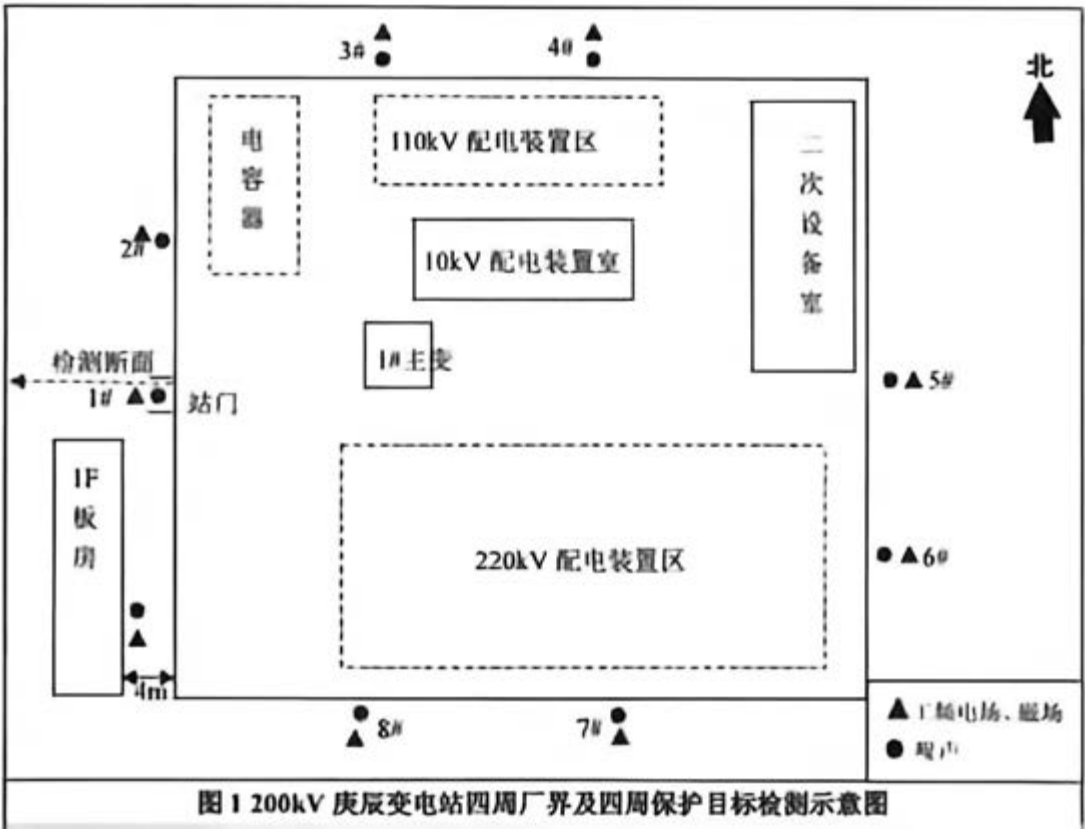 3#
4#
北
电容器
110kV 配电装置区
二次设备室
2#
10kV 配电装置室
1#主变
检测断面
1#
站门
5#
1F板房
220kV 配电装置区
6#
4m
8#
7#
▲ 工频电场、磁场
● 噪声
图 1 200kV 庚辰变电站四周厂界及四周保护目标检测示意图